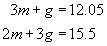 3m + g = 12.05
2m + 3g = 15.5